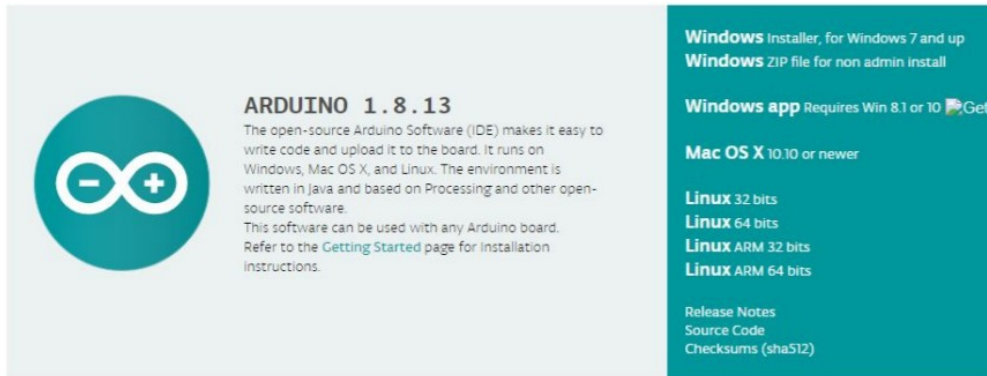 ARDUINO 1.8.13
The open-source Arduino Software (IDE) makes it easy to
write code and upload it to the board. It runs on
Windows, Mac OS X, and Linux. The environment is
written in Java and based on Processing and other open-
source software.
This software can be used with any Arduino board.
Refer to the Getting Started page for Installation
instructions.
Windows Installer, for Windows 7 and up
Windows ZIP file for non admin install
Windows app Requires Win 8.1 or 10 Get
Mac OS X 10.10 or newer
Linux 32 bits
Linux 64 bits
Linux ARM 32 bits
Linux ARM 64 bits
Release Notes
Source Code
Checksums (sha512)